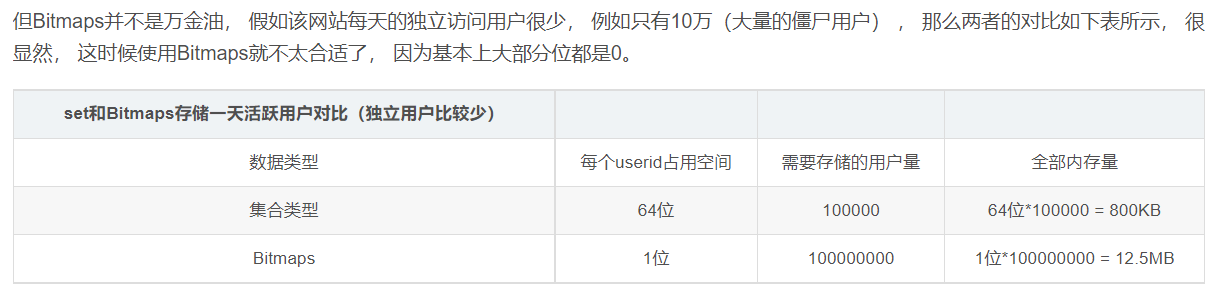 但Bitmaps并不是万金油， 假如该网站每天的独立访问用户很少， 例如只有10万（大量的僵尸用户） ， 那么两者的对比如下表所示， 很
显然， 这时候使用Bitmaps就不太合适了， 因为基本上大部分位都是0。
set和Bitmaps存储一天活跃用户对比（独立用户比较少）
数据类型 每个userid占用空间 需要存储的用户量 全部内存量
集合类型 64位 100000 64位*100000 = 800KB
Bitmaps 1位 100000000 1位*100000000 = 12.5MB